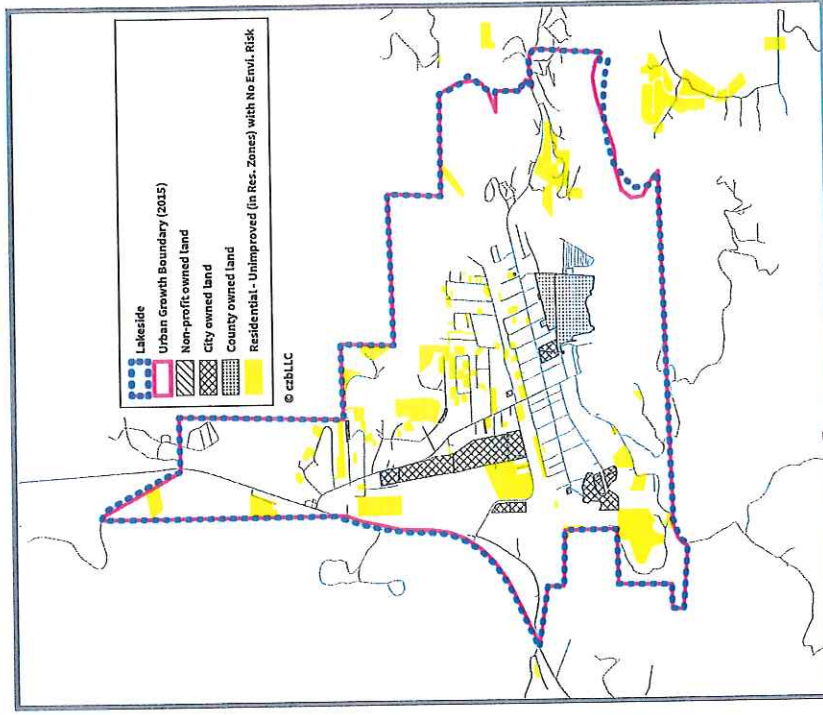 Lakeside
Urban Growth Boundary (2015)
Non-profit owned land
City owned land
County owned land
Residential - Unimproved (in Res. Zones) with No Envi. Risk
© czbLLC